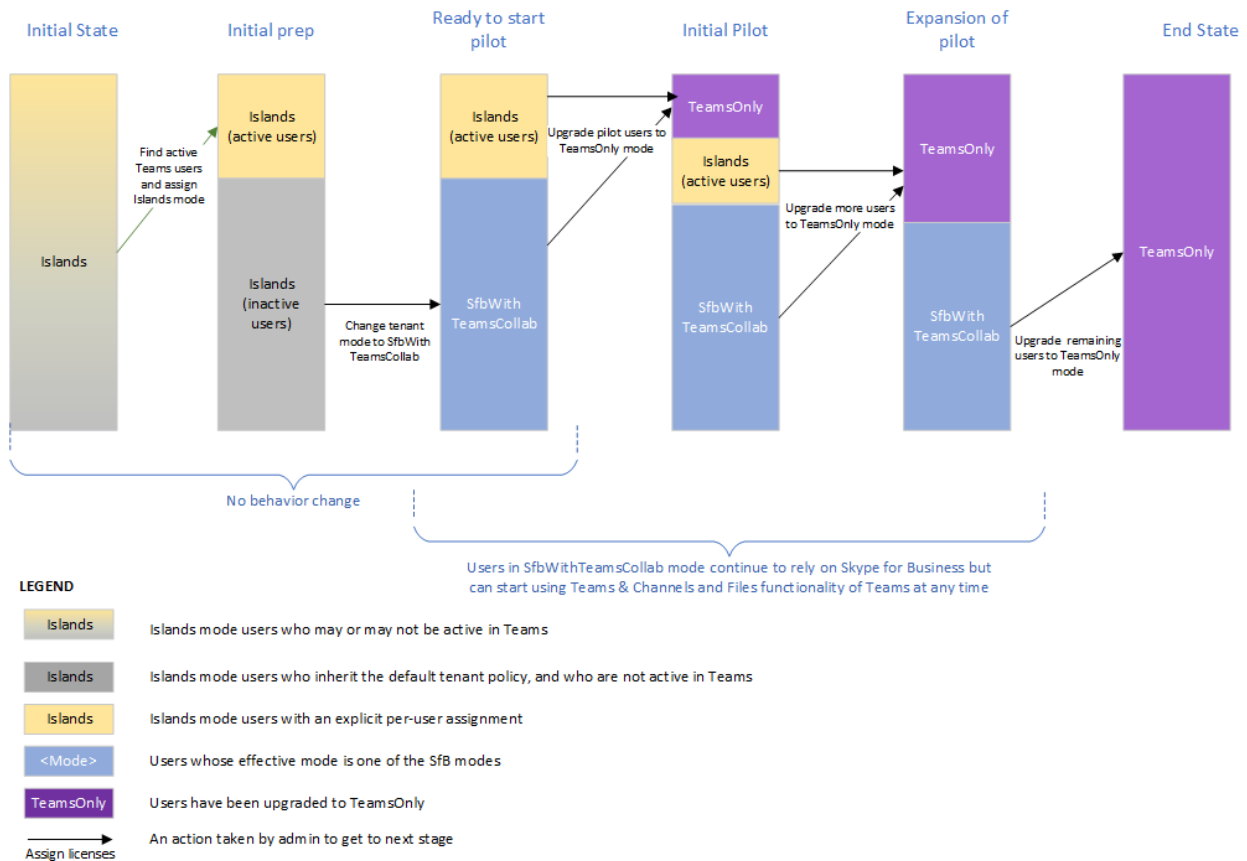 Initial State
Initial prep
Ready to start
pilot
Initial Pilot
Expansion of
pilot
End State
Islands
Find active
Teams users
and assign
Islands mode
Islands
(active users)
Islands
(inactive
users)
Change tenant
mode to SfbWith
TeamsCollab
Islands
(active users)
SfbWith
TeamsCollab
Upgrade pilot users to
TeamsOnly mode
TeamsOnly
Islands
(active users)
SfbWith
TeamsCollab
Upgrade more users
to TeamsOnly mode
TeamsOnly
SfbWith
TeamsCollab
Upgrade remaining
users to TeamsOnly
mode
TeamsOnly
No behavior change
Users in SfbWithTeamsCollab mode continue to rely on Skype for Business but
can start using Teams & Channels and Files functionality of Teams at any time
LEGEND
Islands
Islands mode users who may or may not be active in Teams
Islands
Islands mode users who inherit the default tenant policy, and who are not active in Teams
Islands
Islands mode users with an explicit per-user assignment
<Mode>
Users whose effective mode is one of the SfB modes
TeamsOnly
Users have been upgraded to TeamsOnly
An action taken by admin to get to next stage
Assign licenses